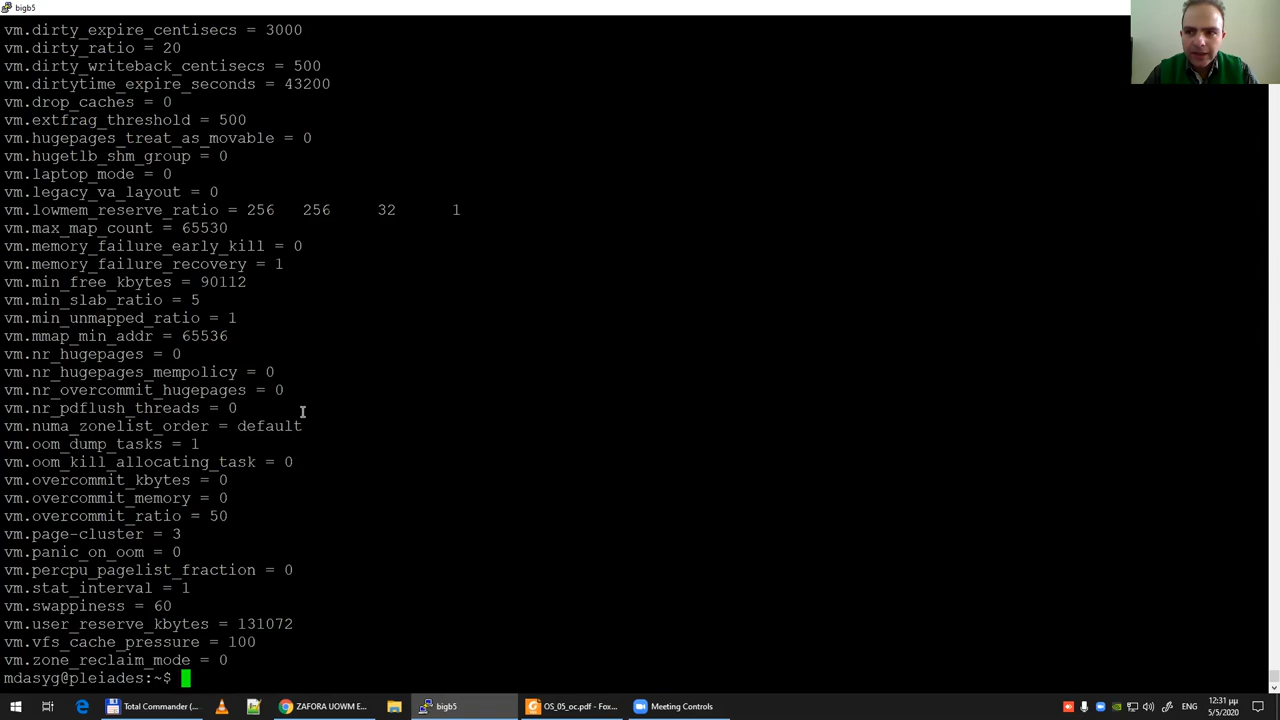 bigb5
vm.dirty_expire_centisecs = 3000
vm.dirty_ratio = 20
vm.dirty_writeback_centisecs = 500
vm.dirtytime_expire_seconds = 43200
vm.drop_caches = 0
vm.extfrag_threshold = 500
vm.hugepages_treat_as_movable = 0
vm.hugetlb_shm_group = 0
vm.laptop_mode = 0
vm.legacy_va_layout = 0
vm.lowmem_reserve_ratio = 256 256 32 1
vm.max_map_count = 65530
vm.memory_failure_early_kill = 0
vm.memory_failure_recovery = 1
vm.min_free_kbytes = 90112
vm.min_slab_ratio = 5
vm.min_unmapped_ratio = 1
vm.mmap_min_addr = 65536
vm.nr_hugepages = 0
vm.nr_hugepages_mempolicy = 0
vm.nr_overcommit_hugepages = 0
vm.nr_pdflush_threads = 0
vm.numa_zonelist_order = default
vm.oom_dump_tasks = 1
vm.oom_kill_allocating_task = 0
vm.overcommit_kbytes = 0
vm.overcommit_memory = 0
vm.overcommit_ratio = 50
vm.page-cluster = 3
vm.panic_on_oom = 0
vm.percpu_pagelist_fraction = 0
vm.stat_interval = 1
vm.swappiness = 60
vm.user_reserve_kbytes = 131072
vm.vfs_cache_pressure = 100
vm.zone_reclaim_mode = 0
mdasyg@pleiades:~$
Total Commander (... ZAFORA UOWM E... bigb5 OS_05_oc.pdf - Fox... Meeting Controls ENG 12:31 μμ
5/5/2020